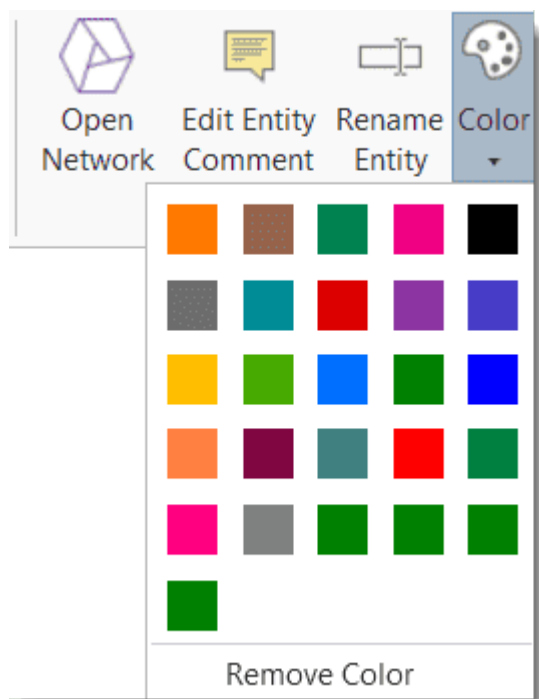 Open Network
Edit Entity Comment
Rename Entity
Color
Remove Color